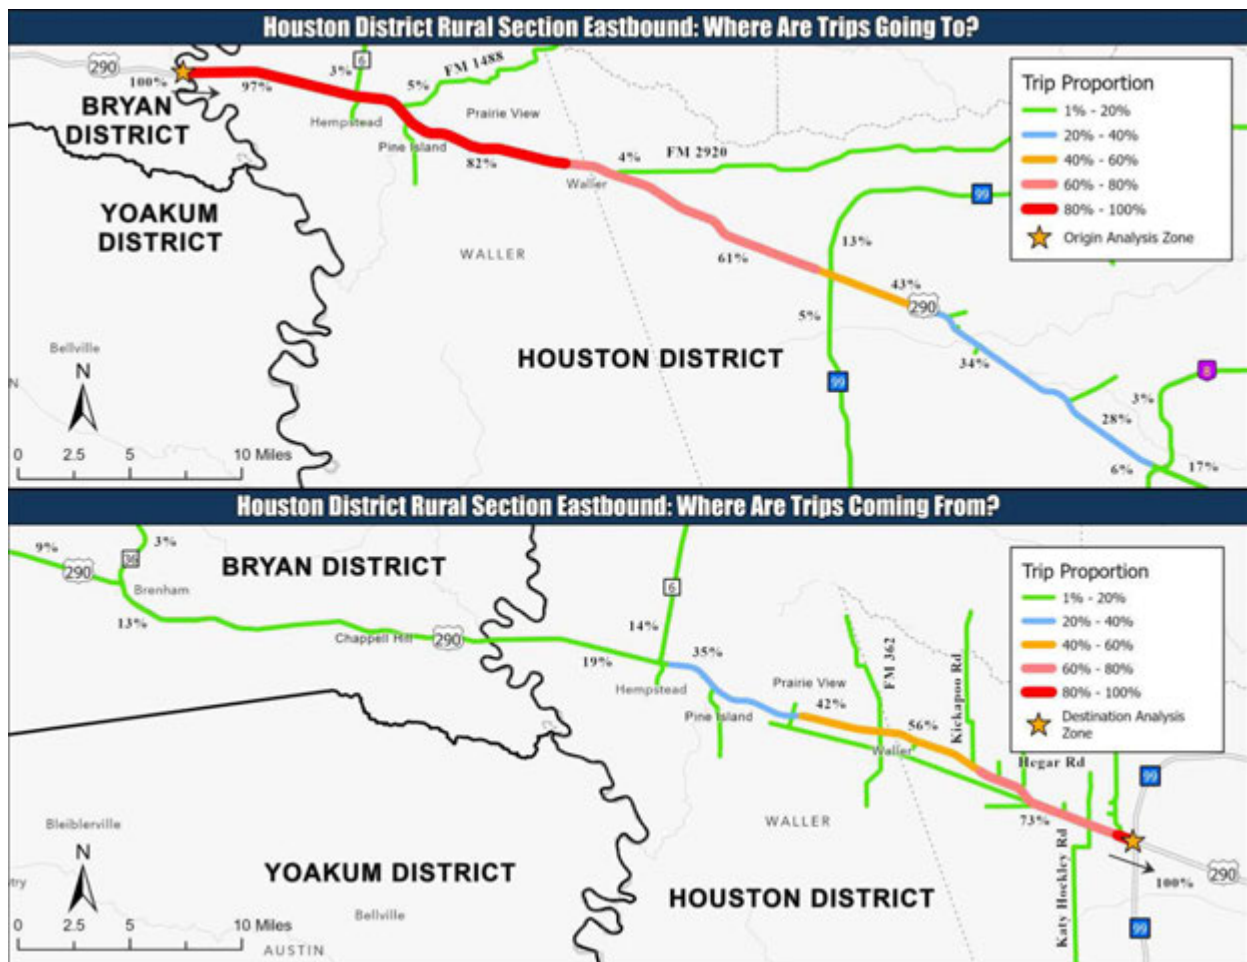 Houston District Rural Section Eastbound: Where Are Trips Going To?
290
100%
97%
3%
6
5%
FM 1488
BRYAN
DISTRICT
Hempstead
Prairie View
Pine Island
82%
4%
FM 2920
Waller
YOAKUM
DISTRICT
WALLER
61%
13%
99
43%
290
5%
HOUSTON DISTRICT
99
34%
8
3%
28%
6%
17%
Bellville
N
N
0 2.5 5 10 Miles
Trip Proportion
1% - 20%
20% - 40%
40% - 60%
60% - 80%
80% - 100%
Origin Analysis Zone
Houston District Rural Section Eastbound: Where Are Trips Coming From?
9%
290
36
3%
BRYAN DISTRICT
Brenham
13%
Chappell Hill
290
6
14%
19%
35%
Hempstead
Prairie View
Pine Island
42%
FM 362
56%
Waller
Kickapoo Rd
Hegar Rd
99
73%
Katy Hockley Rd
100%
290
99
WALLER
Bleiblerville
YOAKUM DISTRICT
HOUSTON DISTRICT
N
try
Bellville
0 2.5 5 10 Miles
AUSTIN
Trip Proportion
1% - 20%
20% - 40%
40% - 60%
60% - 80%
80% - 100%
Destination Analysis
Zone